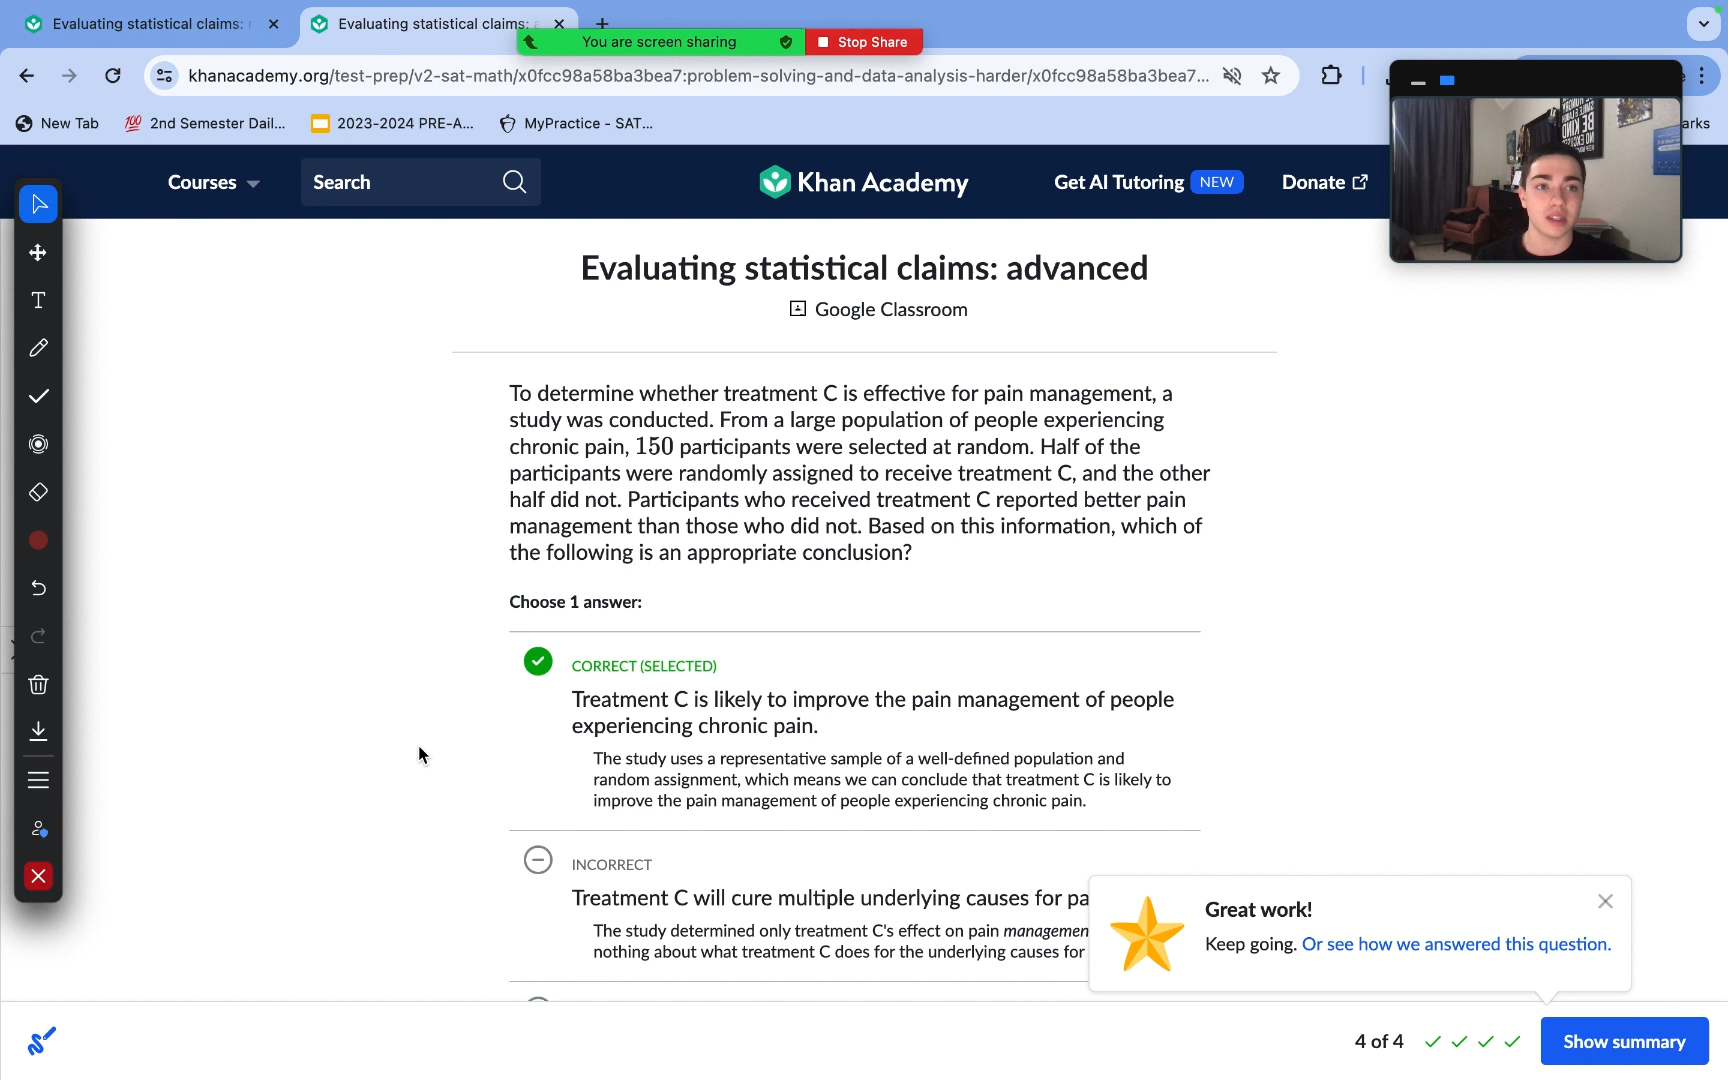 Evaluating statistical claims:
Evaluating statistical claims:
You are screen sharing
Stop Share
khanacademy.org/test-prep/v2-sat-math/x0fcc98a58ba3bea7:problem-solving-and-data-analysis-harder/x0fcc98a58ba3bea7...
New Tab
2nd Semester Dail...
2023-2024 PRE-A...
MyPractice - SAT...
arks
Courses
Search
Khan Academy
Get AI Tutoring
NEW
Donate
BE KIND
Evaluating statistical claims: advanced
Google Classroom
To determine whether treatment C is effective for pain management, a
study was conducted. From a large population of people experiencing
chronic pain, 150 participants were selected at random. Half of the
participants were randomly assigned to receive treatment C, and the other
half did not. Participants who received treatment C reported better pain
management than those who did not. Based on this information, which of
the following is an appropriate conclusion?
Choose 1 answer:
CORRECT (SELECTED)
Treatment C is likely to improve the pain management of people
experiencing chronic pain.
The study uses a representative sample of a well-defined population and
random assignment, which means we can conclude that treatment C is likely to
improve the pain management of people experiencing chronic pain.
INCORRECT
Treatment C will cure multiple underlying causes for pa
The study determined only treatment C's effect on pain managemen
nothing about what treatment C does for the underlying causes for
Great work!
Keep going. Or see how we answered this question.
4 of 4
Show summary